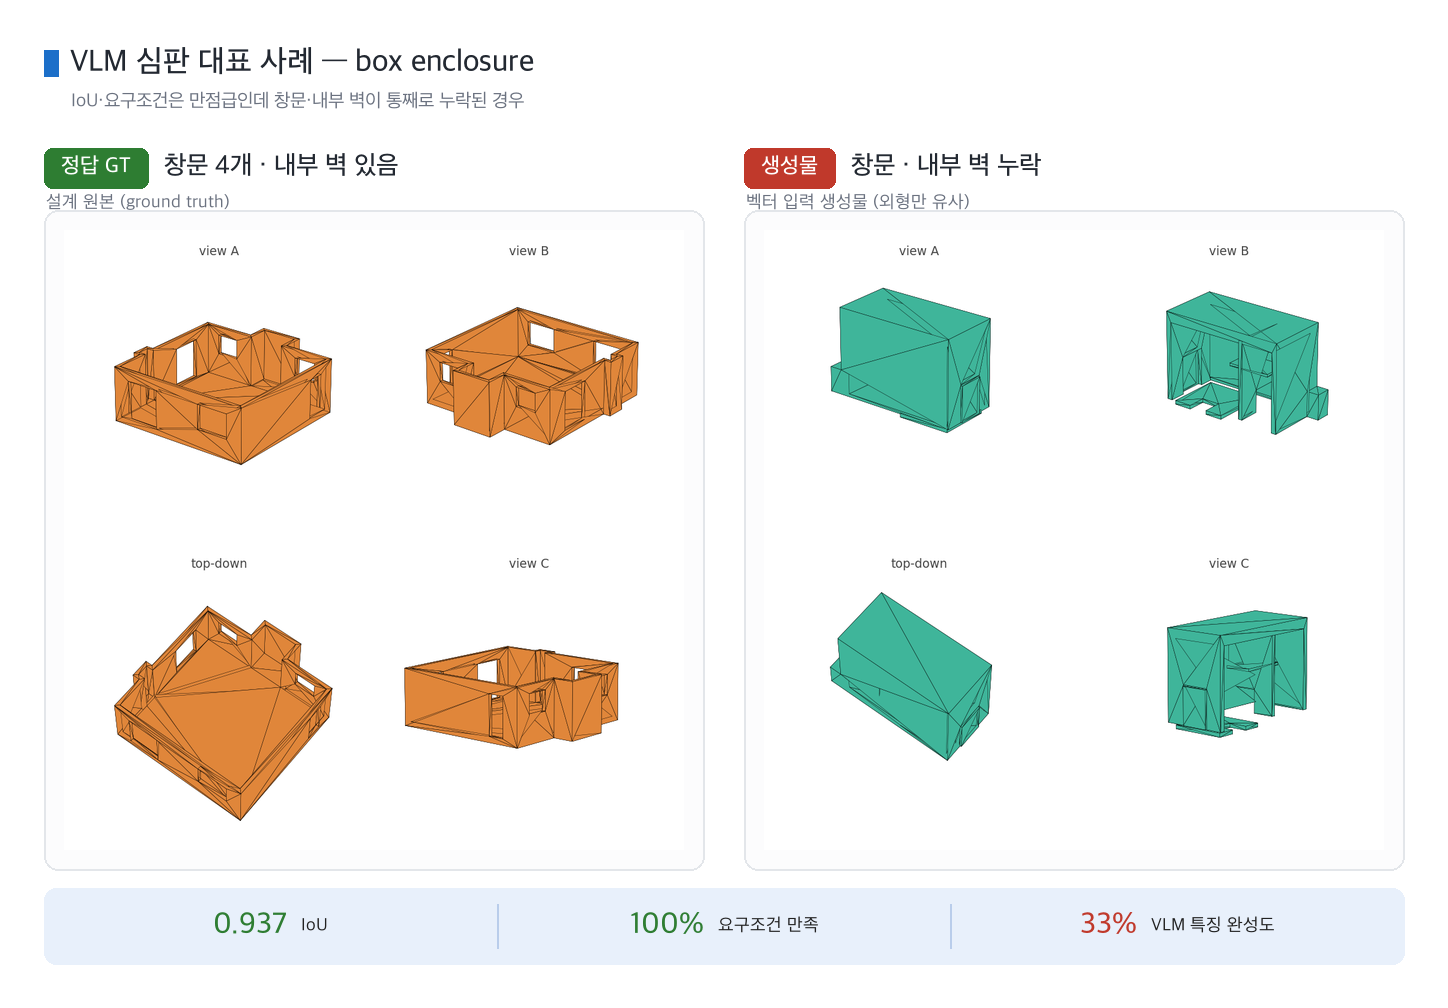 VLM 심판 대표 사례 — box enclosure
IoU·요구조건은 만점급인데 창문·내부 벽이 통째로 누락된 경우
정답 GT 창문 4개 · 내부 벽 있음
설계 원본 (ground truth)
view A
view B
top-down
view C
생성물 창문 · 내부 벽 누락
벡터 입력 생성물 (외형만 유사)
view A
view B
top-down
view C
0.937 IoU
100% 요구조건 만족
33% VLM 특징 완성도